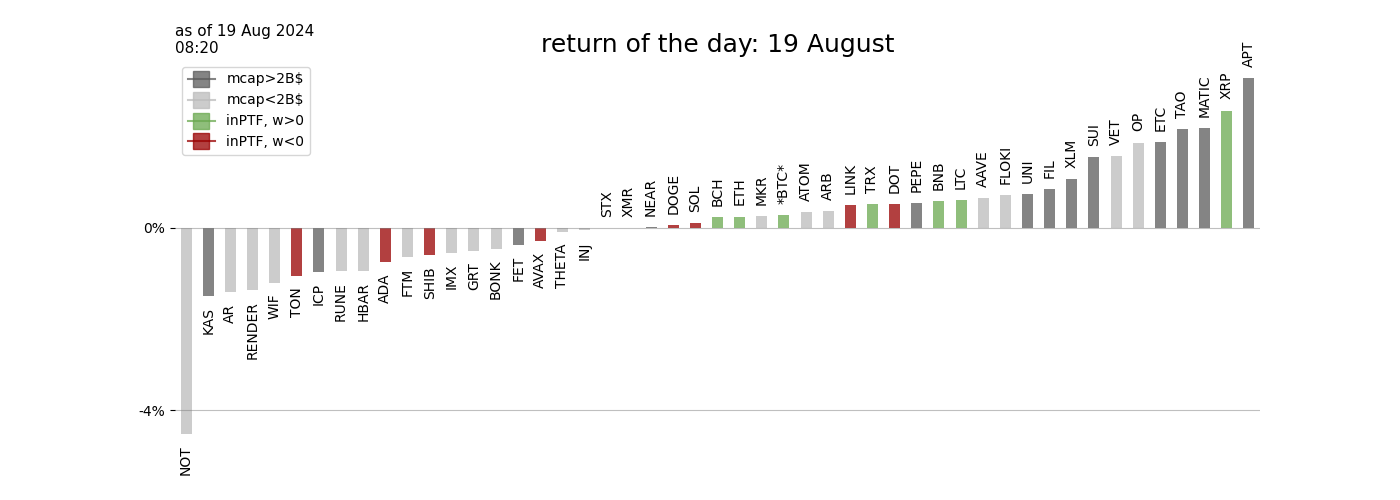 as of 19 Aug 2024
08:20
return of the day: 19 August
mcap>2B$
mcap<2B$
inPTF, w>0
inPTF, w<0
0%
-4%
NOT
KAS
AR
RENDER
WIF
TON
ICP
RUNE
HBAR
ADA
FTM
SHIB
IMX
GRT
BONK
FET
AVAX
THETA
INJ
STX
XMR
NEAR
DOGE
SOL
BCH
ETH
MKR
*BTC*
ATOM
ARB
LINK
TRX
DOT
PEPE
BNB
LTC
AAVE
FLOKI
UNI
FIL
XLM
SUI
VET
OP
ETC
TAO
MATIC
XRP
APT